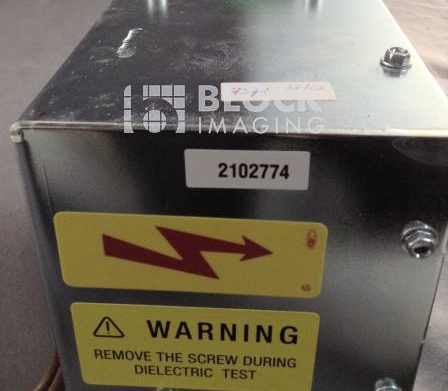 BLOCK
IMAGING
2102774
WARNING
REMOVE THE SCREW DURING
DIELECTRIC TEST